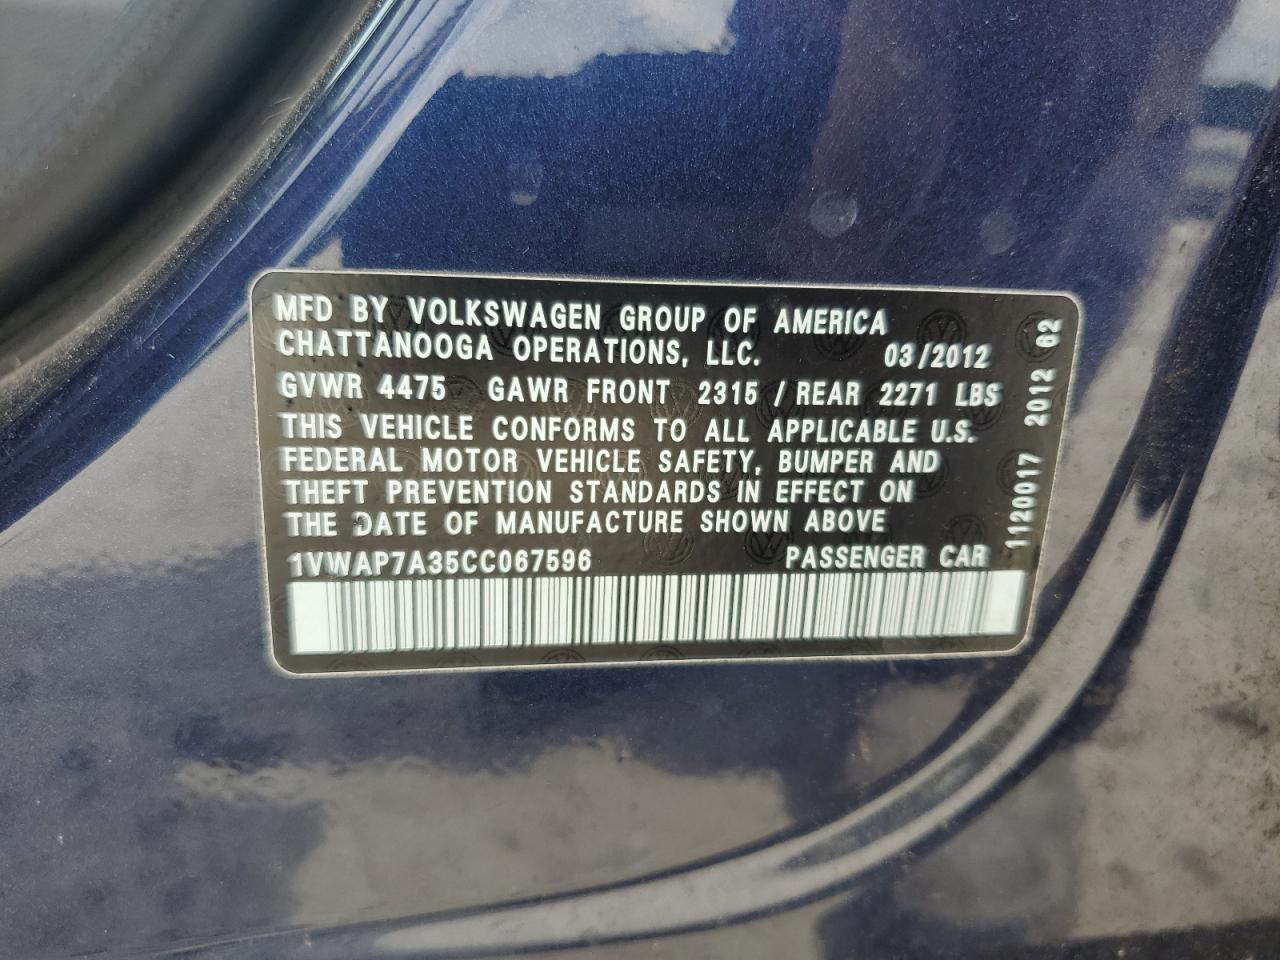 MFD BY VOLKSWAGEN GROUP OF AMERICA
CHATTANOOGA OPERATIONS, LLC. 03/2012
GVWR 4475 GAWR FRONT 2315 / REAR 2271 LBS
THIS VEHICLE CONFORMS TO ALL APPLICABLE U.S.
FEDERAL MOTOR VEHICLE SAFETY, BUMPER AND
THEFT PREVENTION STANDARDS IN EFFECT ON
THE DATE OF MANUFACTURE SHOWN ABOVE
1VWAP7A35CC067596 PASSENGER CAR
1120017 2012 62